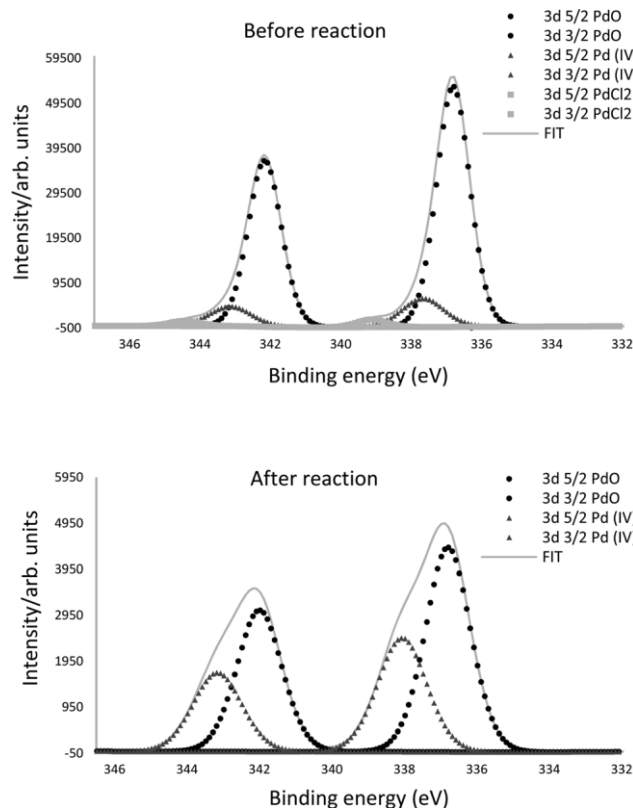 Before reaction
3d 5/2 PdO
3d 3/2 PdO
3d 5/2 Pd (IV
3d 3/2 Pd (IV
3d 5/2 PdCl2
3d 3/2 PdCl2
FIT
59500
49500
39500
29500
19500
9500
-500
Intensity/arb. units
346 344 342 340 338 336 334 332
Binding energy (eV)
After reaction
3d 5/2 PdO
3d 3/2 PdO
3d 5/2 Pd (IV)
3d 3/2 Pd (IV)
FIT
5950
4950
3950
2950
1950
950
-50
Intensity/arb. units
346 344 342 340 338 336 334 332
Binding energy (eV)